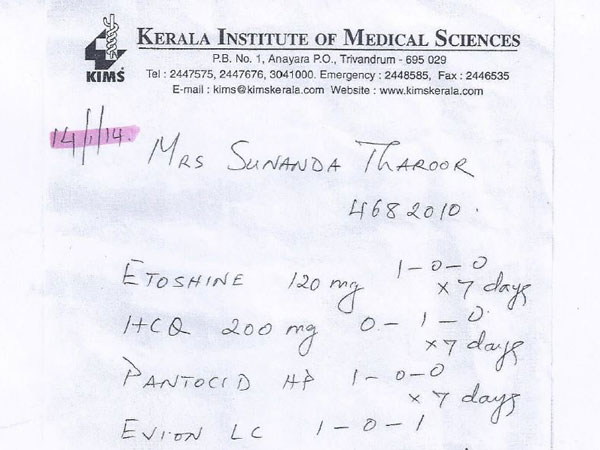 KIMS
KERALA INSTITUTE OF MEDICAL SCIENCES
P.B. No. 1, Anayara P.O., Trivandrum - 695 029
Tel : 2447575, 2447676, 3041000. Emergency : 2448585, Fax : 2446535
E-mail : kims@kimskerala.com Website : www.kimskerala.com
14/1/14.
MRS SUNANDA THAROOR
4682010.
ETOSHINE 120 mg 1-0-0
x 7 days
HCQ 200 mg 0-1-0
x 7 days
PANTOCID HP 1-0-0
x 7 days
EVION LC 1-0-1